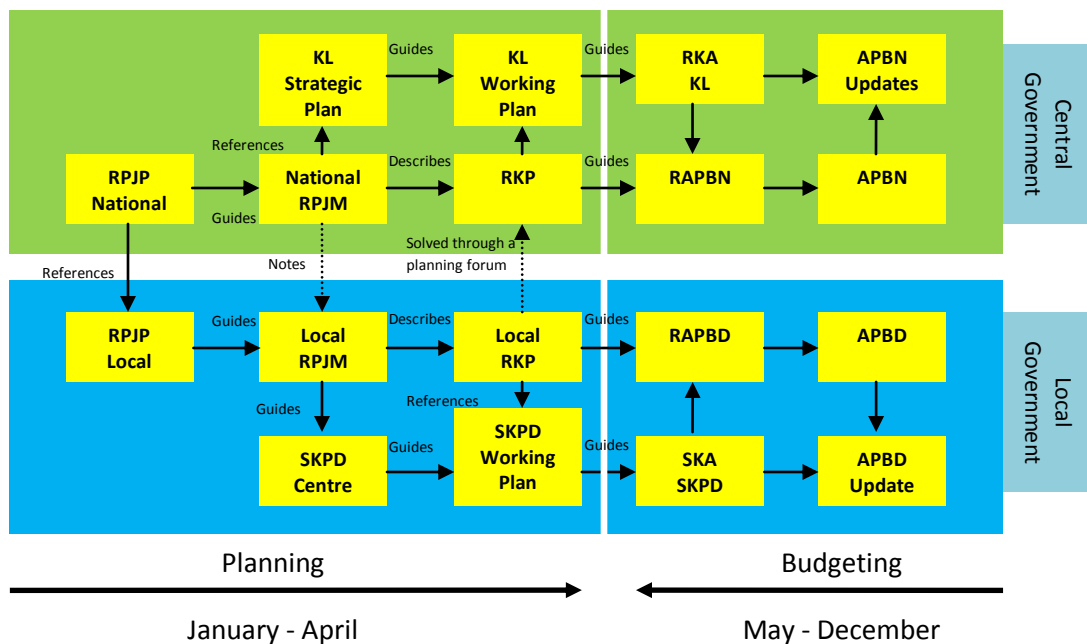 KL
Strategic
Plan
Guides
KL
Working
Plan
Guides
RKA
KL
APBN
Updates
Central
Government
References
Describes
Guides
RPJP
National
Guides
National
RPJM
RKP
RAPBN
APBN
References
Notes
Solved through a
planning forum
RPJP
Local
Guides
Local
RPJM
Describes
Local
RKP
Guides
RAPBD
APBD
Local
Government
Guides
References
SKPD
Centre
Guides
SKPD
Working
Plan
Guides
SKA
SKPD
APBD
Update
Planning
Budgeting
January - April
May - December